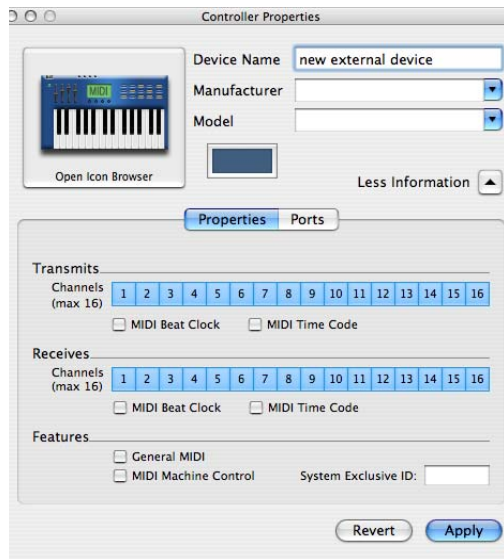 Controller Properties
MIDI
Open Icon Browser
Device Name new external device
Manufacturer
Model
Less Information
Properties Ports
Transmits
Channels (max 16) 1 2 3 4 5 6 7 8 9 10 11 12 13 14 15 16
MIDI Beat Clock MIDI Time Code
Receives
Channels (max 16) 1 2 3 4 5 6 7 8 9 10 11 12 13 14 15 16
MIDI Beat Clock MIDI Time Code
Features
General MIDI
MIDI Machine Control System Exclusive ID:
Revert Apply